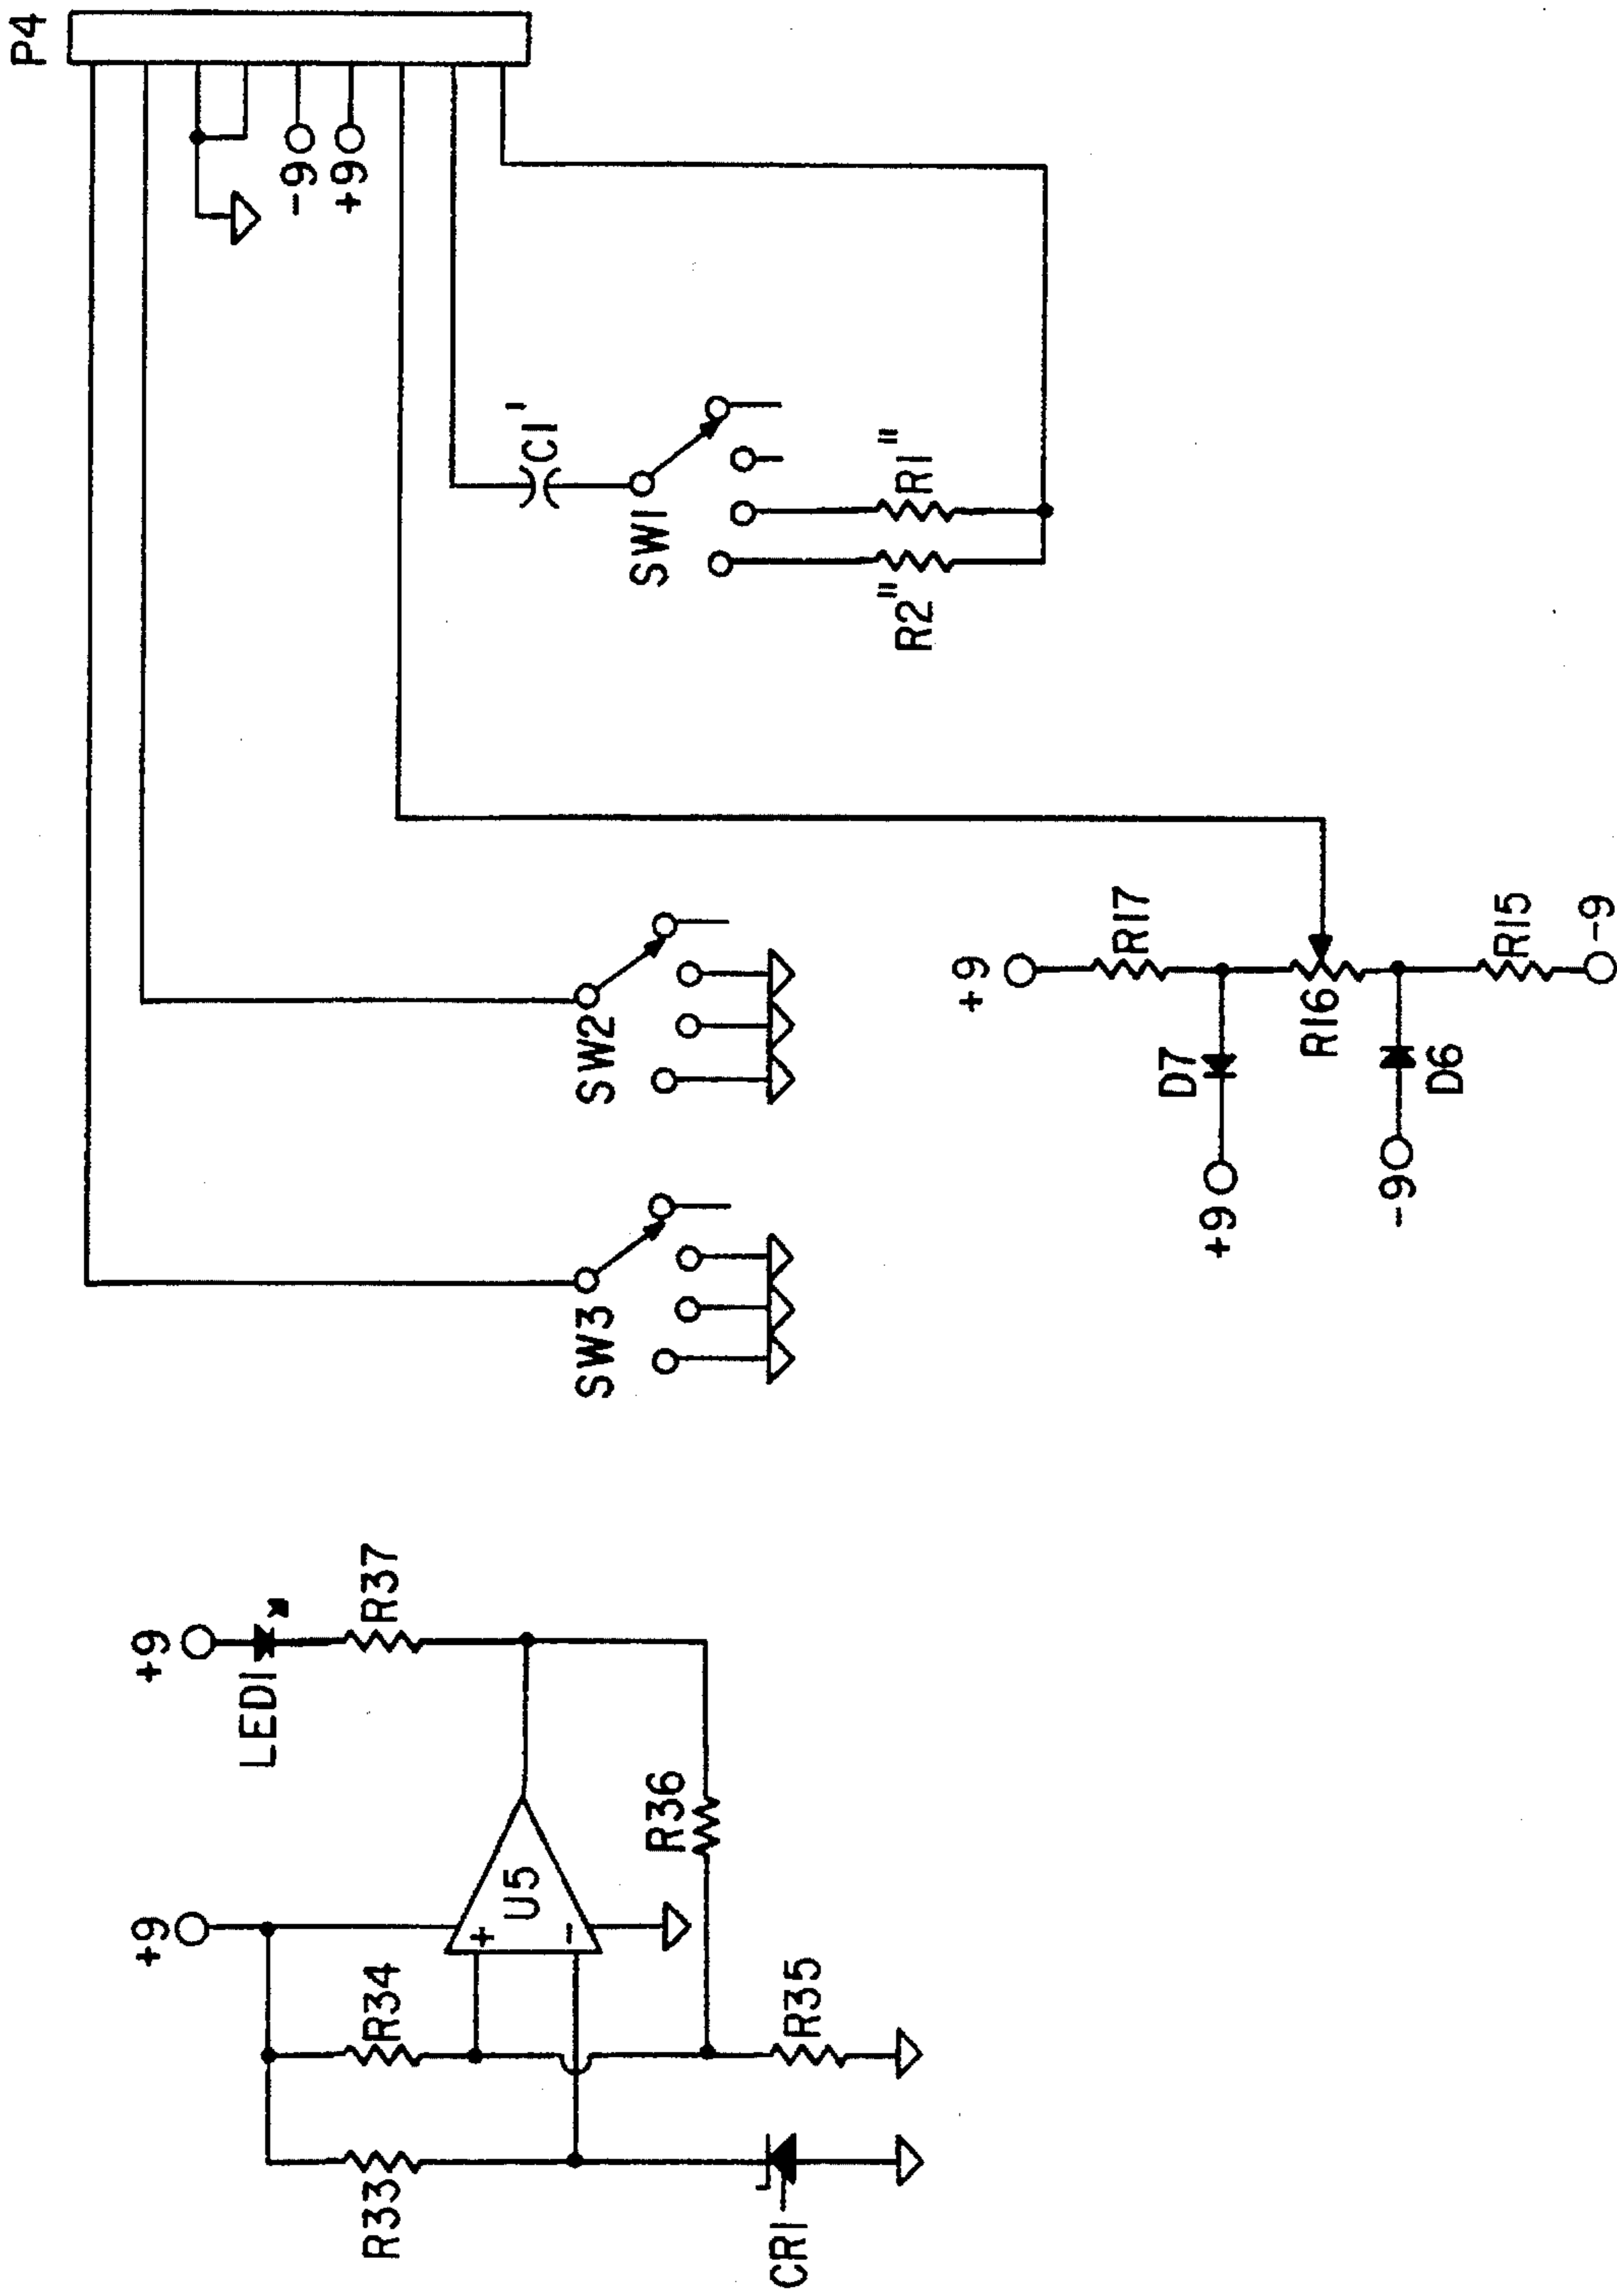 P4
-9
+9
C1'
SW1
R1"
R2"
SW2
SW3
+9
R17
D7
+9
R16
-9
D6
R15
-9
+9
LED1
R37
+9
U5
+
-
R36
R34
R35
R33
CR1